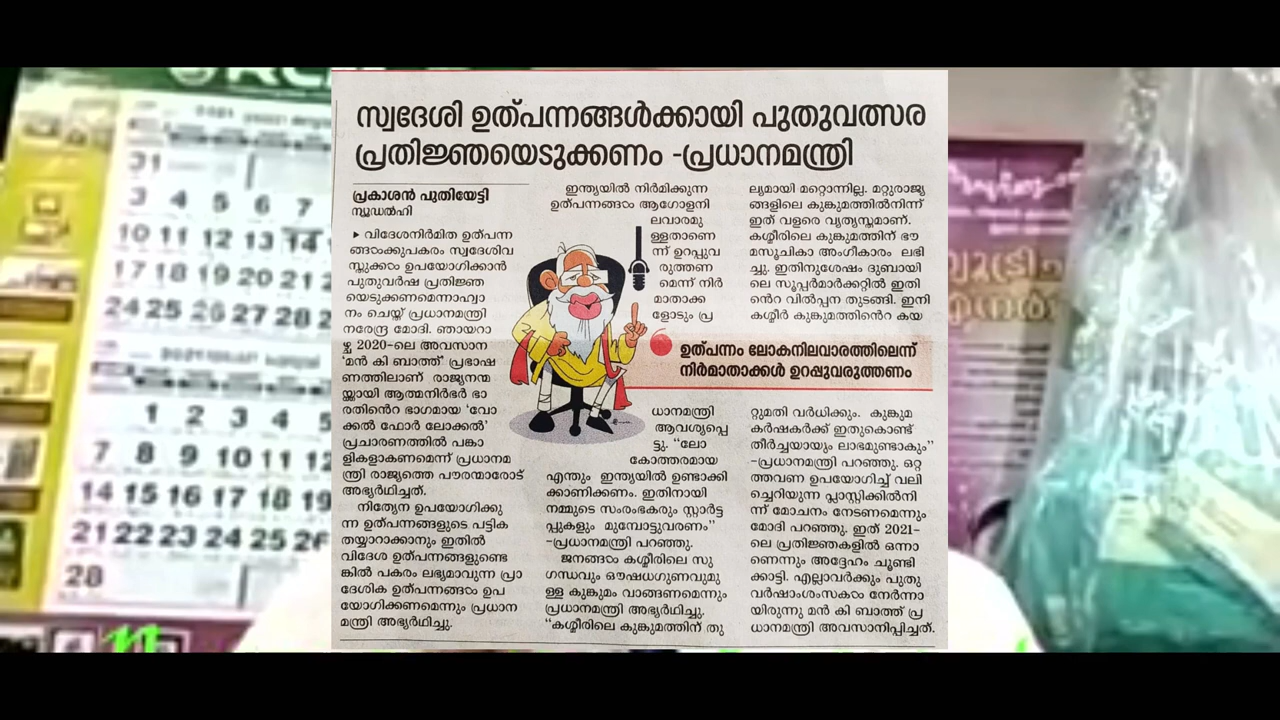 സ്വദേശി ഉത്പന്നങ്ങൾക്കായി പുതുവത്സര
പ്രതിജ്ഞയെടുക്കണം -പ്രധാനമന്ത്രി
പ്രകാശൻ പുതിയേട്ടി
ന്യൂഡൽഹി
▸ വിദേശനിർമിത ഉത്പന്ന
ങ്ങൾക്കുപകരം സ്വദേശിവ
സ്തുക്കൾ ഉപയോഗിക്കാൻ
പുതുവർഷ പ്രതിജ്ഞ
യെടുക്കണമെന്നാഹ്വാ
നം ചെയ്ത് പ്രധാനമന്ത്രി
നരേന്ദ്ര മോദി. ഞായറാ
ഴ്ച 2020-ലെ അവസാന
'മൻ കി ബാത്ത്' പ്രഭാഷ
ണത്തിലാണ് രാജ്യനന്മ
യ്ക്കായി ആത്മനിർഭർ ഭാ
രതിന്റെ ഭാഗമായ 'വോ
ക്കൽ ഫോർ ലോക്കൽ'
പ്രചാരണത്തിൽ പങ്കാ
ളികളാകണമെന്ന് പ്രധാനമ
ന്ത്രി രാജ്യത്തെ പൗരന്മാരോട്
അഭ്യർഥിച്ചത്.
നിത്യേന ഉപയോഗിക്കു
ന്ന ഉത്പന്നങ്ങളുടെ പട്ടിക
തയ്യാറാക്കാനും ഇതിൽ
വിദേശ ഉത്പന്നങ്ങളുണ്ടെ
ങ്കിൽ പകരം ലഭ്യമാവുന്ന പ്രാ
ദേശിക ഉത്പന്നങ്ങൾ ഉപ
യോഗിക്കണമെന്നും പ്രധാന
മന്ത്രി അഭ്യർഥിച്ചു.
ഇന്ത്യയിൽ നിർമിക്കുന്ന
ഉത്പന്നങ്ങൾ ആഗോളനി
ലവാരമു
ള്ളതാണെ
ന്ന് ഉറപ്പുവ
രുത്തണ
മെന്ന് നിർ
മാതാക്ക
ളോടും പ്ര
ധാനമന്ത്രി
ആവശ്യപ്പെ
ട്ടു. "ലോ
കോത്തരമായ
എന്തും ഇന്ത്യയിൽ ഉണ്ടാക്കി
ക്കാണിക്കണം. ഇതിനായി
നമ്മുടെ സംരംഭകരും സ്റ്റാർട്ട
പ്പുകളും മുമ്പോട്ടുവരണം"
-പ്രധാനമന്ത്രി പറഞ്ഞു.
ജനങ്ങൾ കശ്മീരിലെ സു
ഗന്ധവും ഔഷധഗുണവുമു
ള്ള കുങ്കുമം വാങ്ങണമെന്നും
പ്രധാനമന്ത്രി അഭ്യർഥിച്ചു.
"കശ്മീരിലെ കുങ്കുമത്തിന് തു
ല്യമായി മറ്റൊന്നില്ല. മറ്റുരാജ്യ
ങ്ങളിലെ കുങ്കുമത്തിൽനിന്ന്
ഇത് വളരെ വ്യത്യസ്തമാണ്.
കശ്മീരിലെ കുങ്കുമത്തിന് ഭൗ
മസൂചികാ അംഗീകാരം ലഭി
ച്ചു. ഇതിനുശേഷം ദുബായി
ലെ സൂപ്പർമാർക്കറ്റിൽ ഇതി
ന്റെ വിൽപ്പന തുടങ്ങി. ഇനി
കശ്മീർ കുങ്കുമത്തിന്റെ കയ
ഉത്പന്നം ലോകനിലവാരത്തിലെന്ന്
നിർമാതാക്കൾ ഉറപ്പുവരുത്തണം
റ്റുമതി വർധിക്കും. കുങ്കുമ
കർഷകർക്ക് ഇതുകൊണ്ട്
തീർച്ചയായും ലാഭമുണ്ടാകും"
-പ്രധാനമന്ത്രി പറഞ്ഞു. ഒറ്റ
ത്തവണ ഉപയോഗിച്ച് വലി
ച്ചെറിയുന്ന പ്ലാസ്റ്റിക്കിൽനി
ന്ന് മോചനം നേടണമെന്നും
മോദി പറഞ്ഞു. ഇത് 2021-
ലെ പ്രതിജ്ഞകളിൽ ഒന്നാ
ണെന്നും അദ്ദേഹം ചൂണ്ടി
ക്കാട്ടി. എല്ലാവർക്കും പുതു
വർഷാംശംസകൾ നേർന്നാ
യിരുന്നു മൻ കി ബാത്ത് പ്ര
ധാനമന്ത്രി അവസാനിപ്പിച്ചത്.
31
3 4 5 6 7
10 11 12 13 14
17 18 19 20 21
24 25 26 27 28
1 2 3 4 5
7 8 9 10 11
14 15 16 17 18 19
21 22 23 24 25 26
28